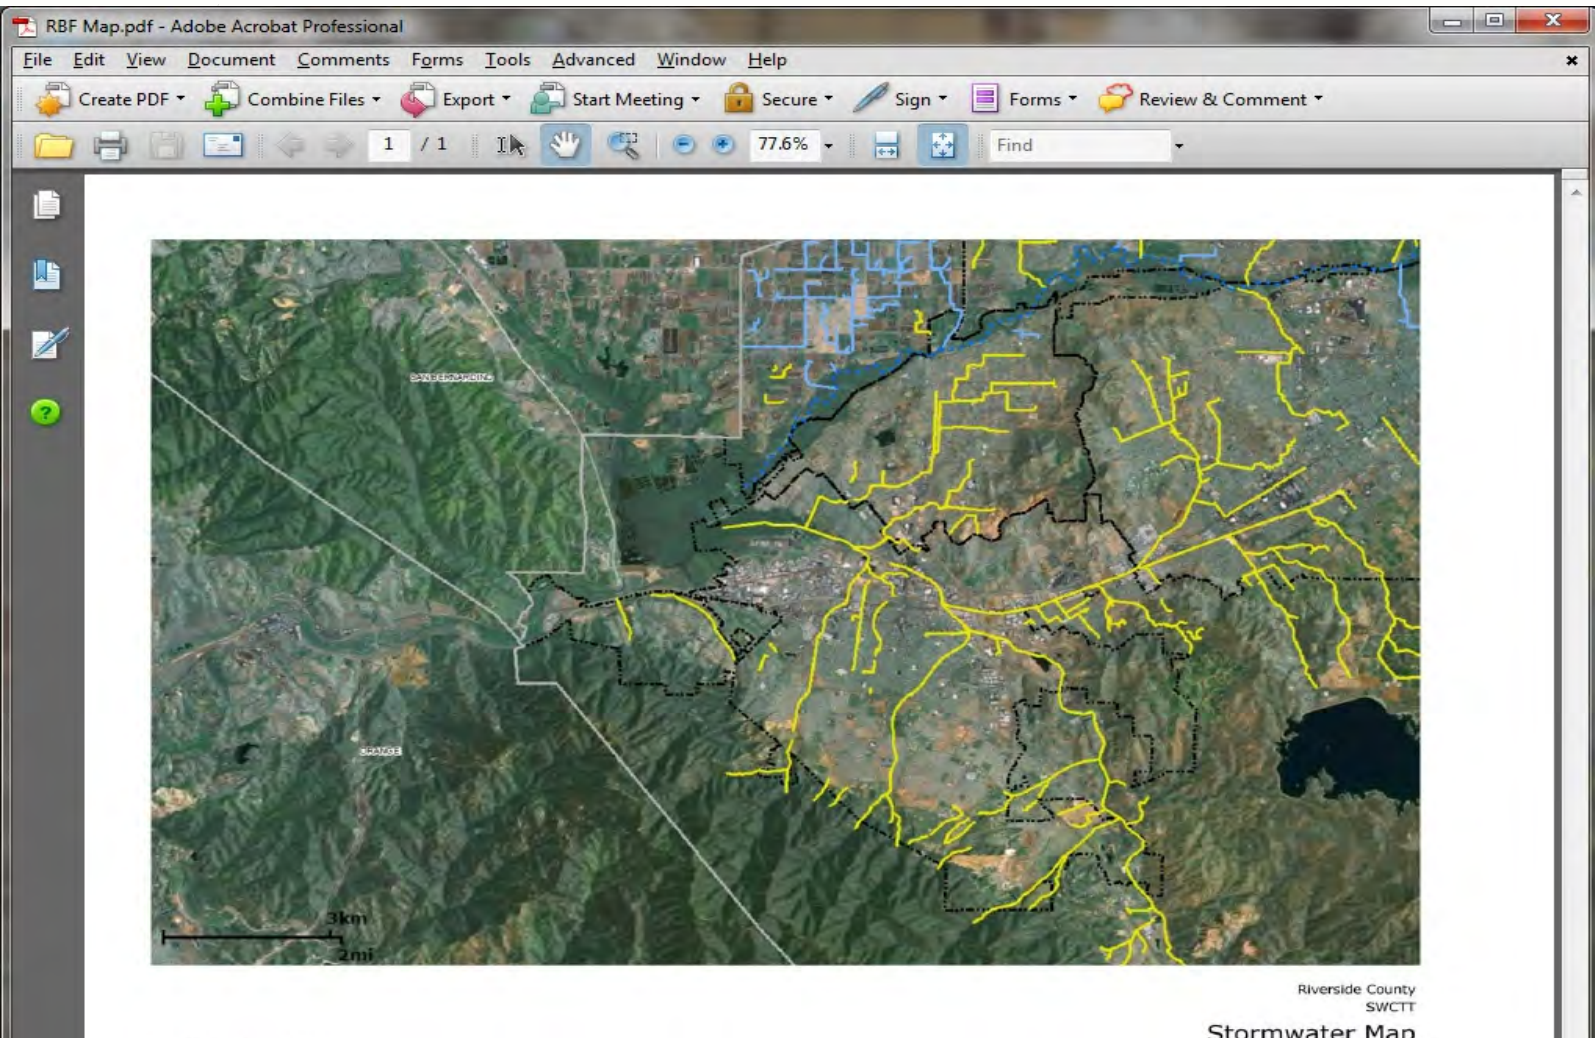 RBF Map.pdf - Adobe Acrobat Professional
File Edit View Document Comments Forms Tools Advanced Window Help
Create PDF Combine Files Export Start Meeting Secure Sign Forms Review & Comment
1 / 1 77.6% Find
SAN BERNARDINO
ORANGE
3km
2mi
Riverside County
SWCTT
Stormwater Map